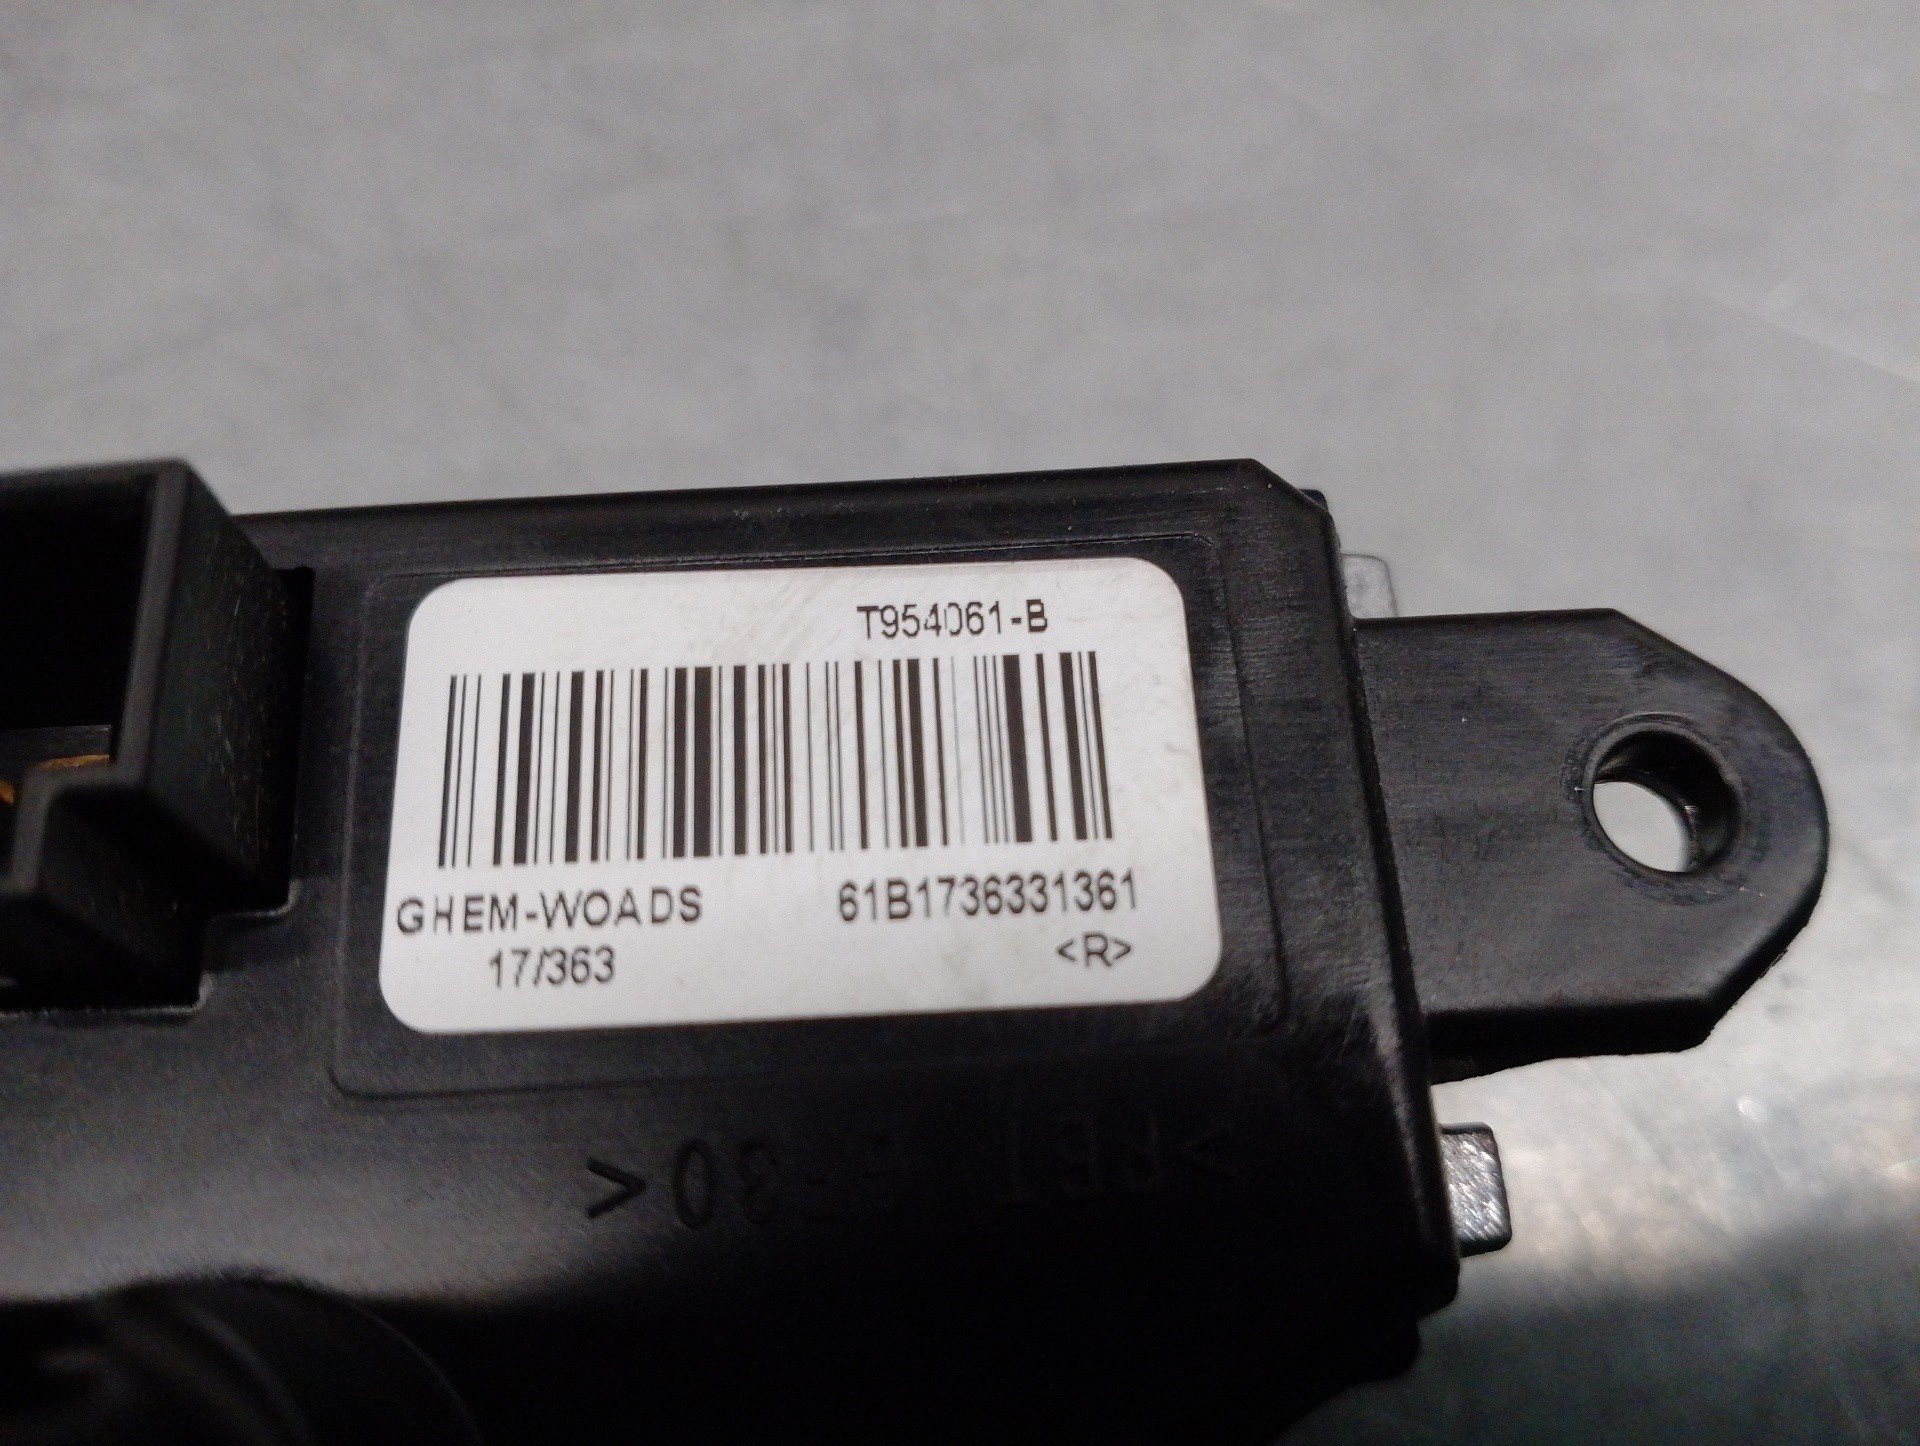 T954061-B
GHEM-WOADS 61B1736331361
17/363 <R>